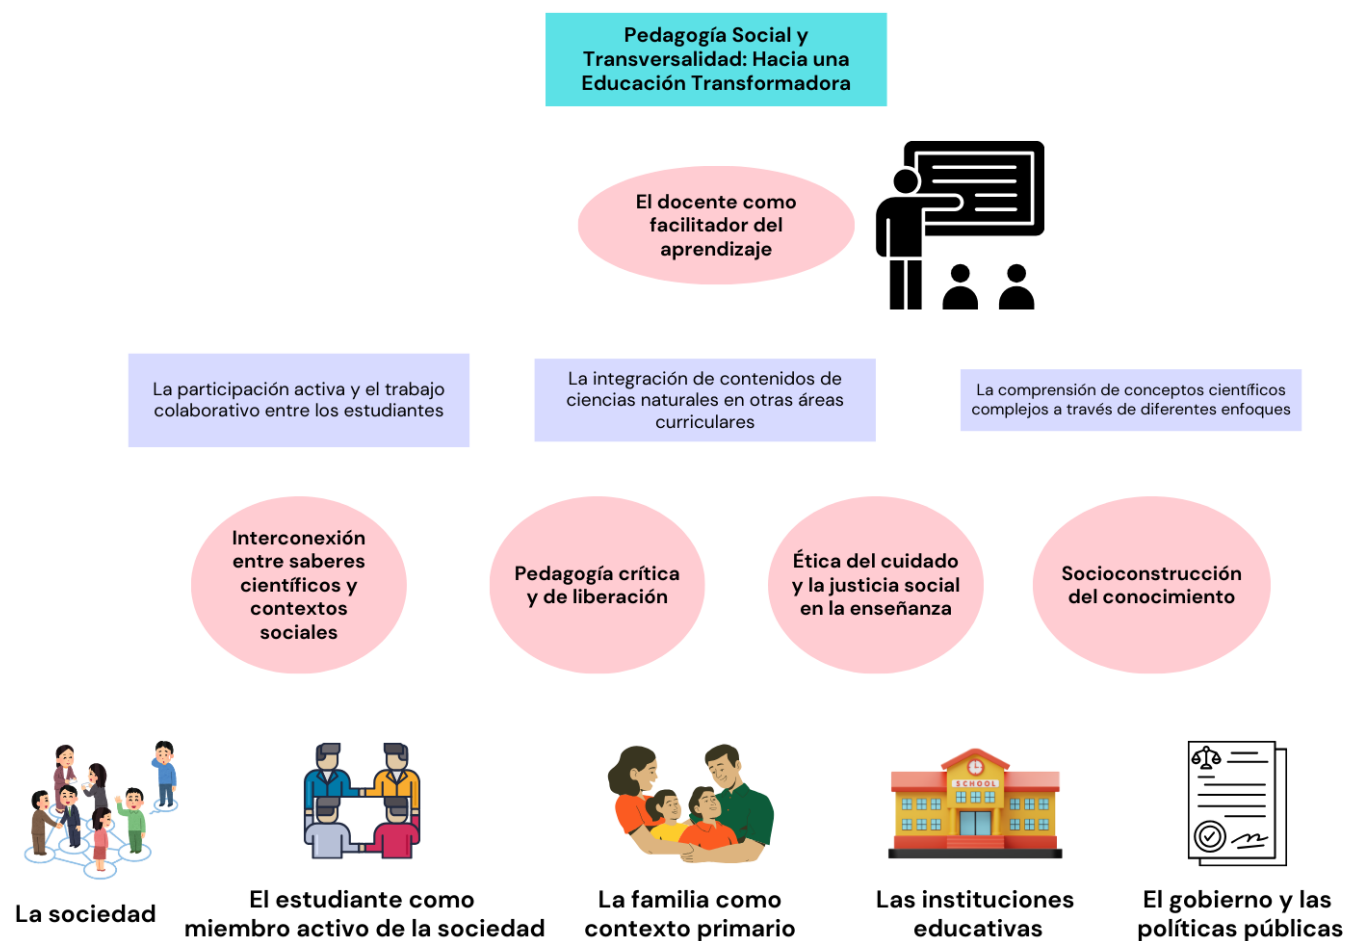 Pedagogía Social y
Transversalidad: Hacia una
Educación Transformadora
El docente como
facilitador del
aprendizaje
La participación activa y el trabajo
colaborativo entre los estudiantes
La integración de contenidos de
ciencias naturales en otras áreas
curriculares
La comprensión de conceptos científicos
complejos a través de diferentes enfoques
Interconexión
entre saberes
científicos y
contextos
sociales
Pedagogía crítica
y de liberación
Ética del cuidado
y la justicia social
en la enseñanza
Socioconstrucción
del conocimiento
SCHOOL
La sociedad
El estudiante como
miembro activo de la sociedad
La familia como
contexto primario
Las instituciones
educativas
El gobierno y las
políticas públicas